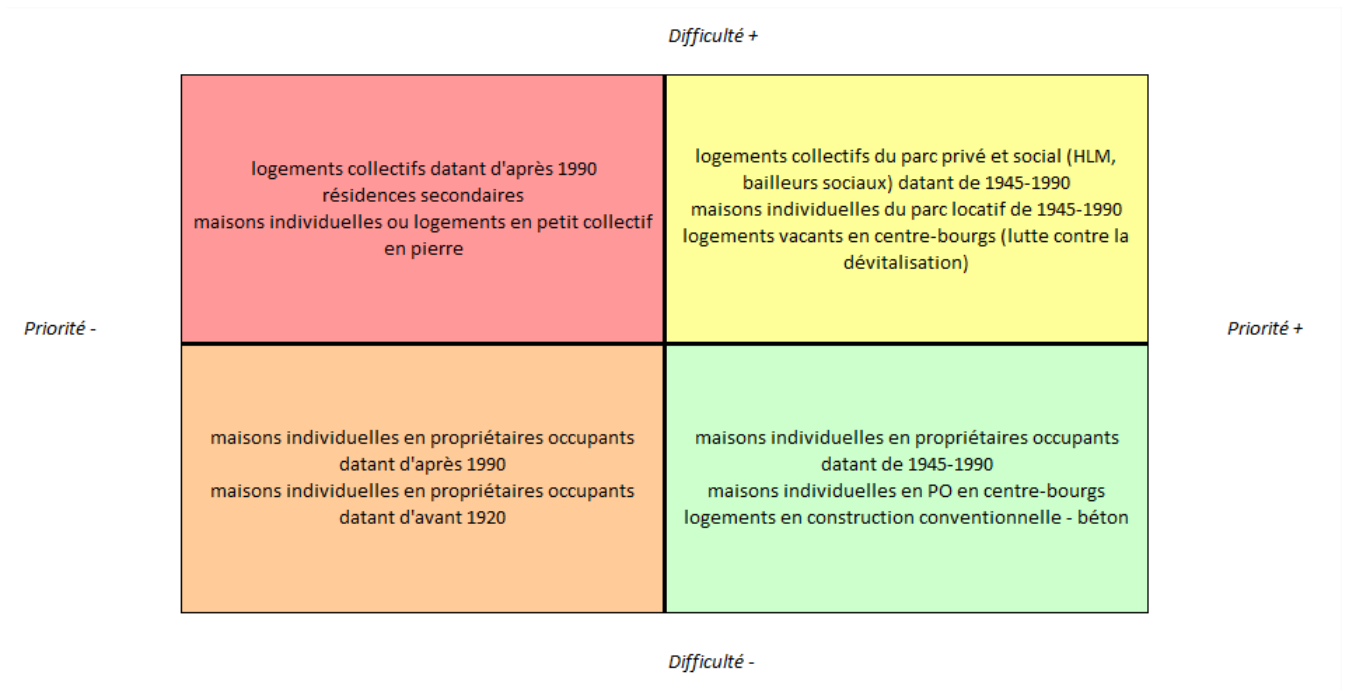 Difficulté +
logements collectifs datant d'après 1990
résidences secondaires
maisons individuelles ou logements en petit collectif
en pierre
logements collectifs du parc privé et social (HLM,
bailleurs sociaux) datant de 1945-1990
maisons individuelles du parc locatif de 1945-1990
logements vacants en centre-bourgs (lutte contre la
dévitalisation)
Priorité -
Priorité +
maisons individuelles en propriétaires occupants
datant d'après 1990
maisons individuelles en propriétaires occupants
datant d'avant 1920
maisons individuelles en propriétaires occupants
datant de 1945-1990
maisons individuelles en PO en centre-bourgs
logements en construction conventionnelle - béton
Difficulté -